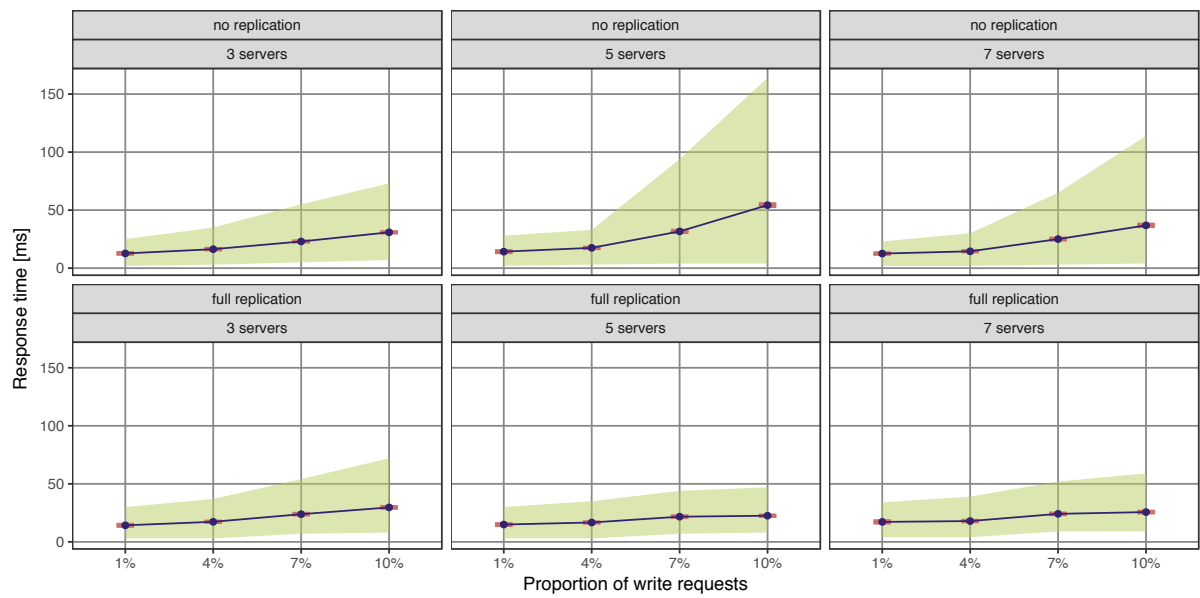 no replication
3 servers
no replication
5 servers
no replication
7 servers
150
100
50
0
full replication
3 servers
full replication
5 servers
full replication
7 servers
150
100
50
0
Response time [ms]
1% 4% 7% 10%
1% 4% 7% 10%
1% 4% 7% 10%
Proportion of write requests